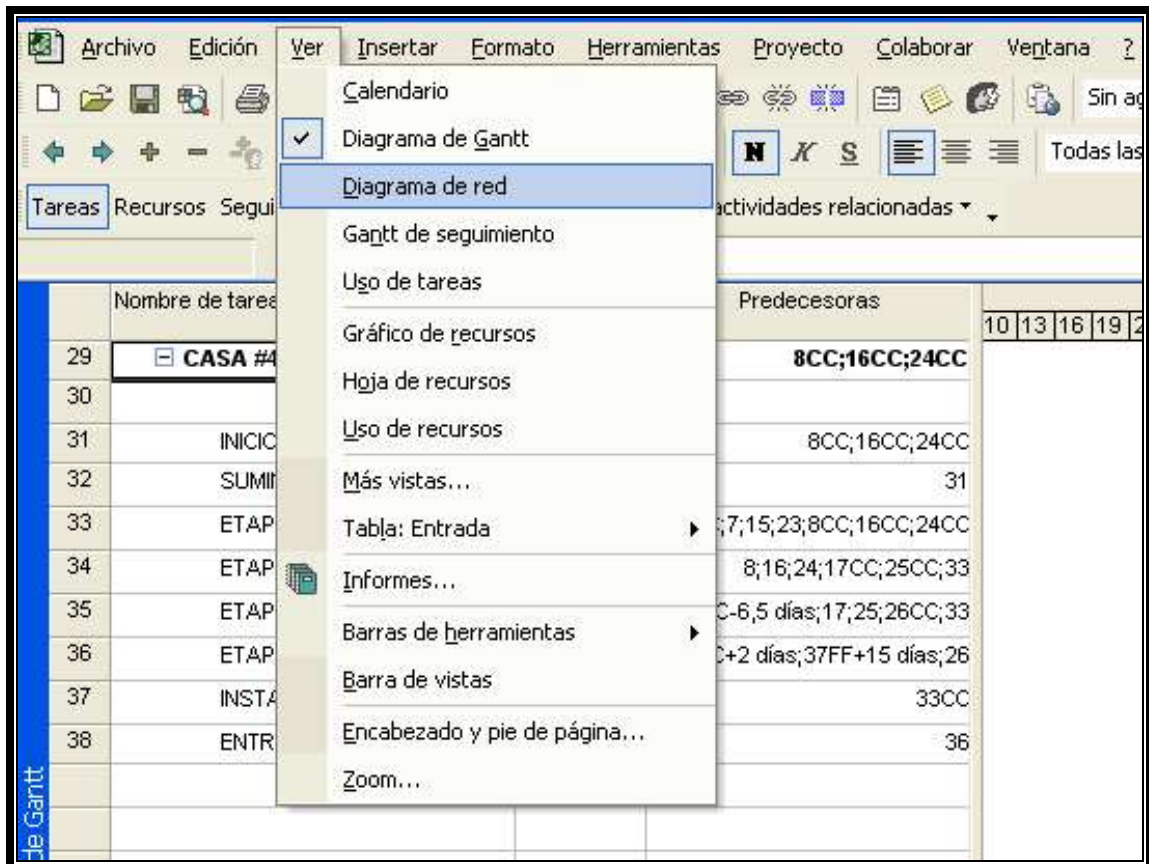 Archivo Edición Ver Insertar Formato Herramientas Proyecto Colaborar Ventana ?
Sin ag
N K S Todas las
Tareas Recursos Segui actividades relacionadas
Calendario
Diagrama de Gantt
Diagrama de red
Gantt de seguimiento
Uso de tareas
Gráfico de recursos
Hoja de recursos
Uso de recursos
Más vistas...
Tabla: Entrada
Informes...
Barras de herramientas
Barra de vistas
Encabezado y pie de página...
Zoom...
Nombre de tarea Predecesoras
10 13 16 19 2
29 CASA #4 8CC;16CC;24CC
30
31 INICIO 8CC;16CC;24CC
32 SUMIN 31
33 ETAP ;7;15;23;8CC;16CC;24CC
34 ETAP 8;16;24;17CC;25CC;33
35 ETAP C-6,5 días;17;25;26CC;33
36 ETAP C+2 días;37FF+15 días;26
37 INSTA 33CC
38 ENTR 36
de Gantt